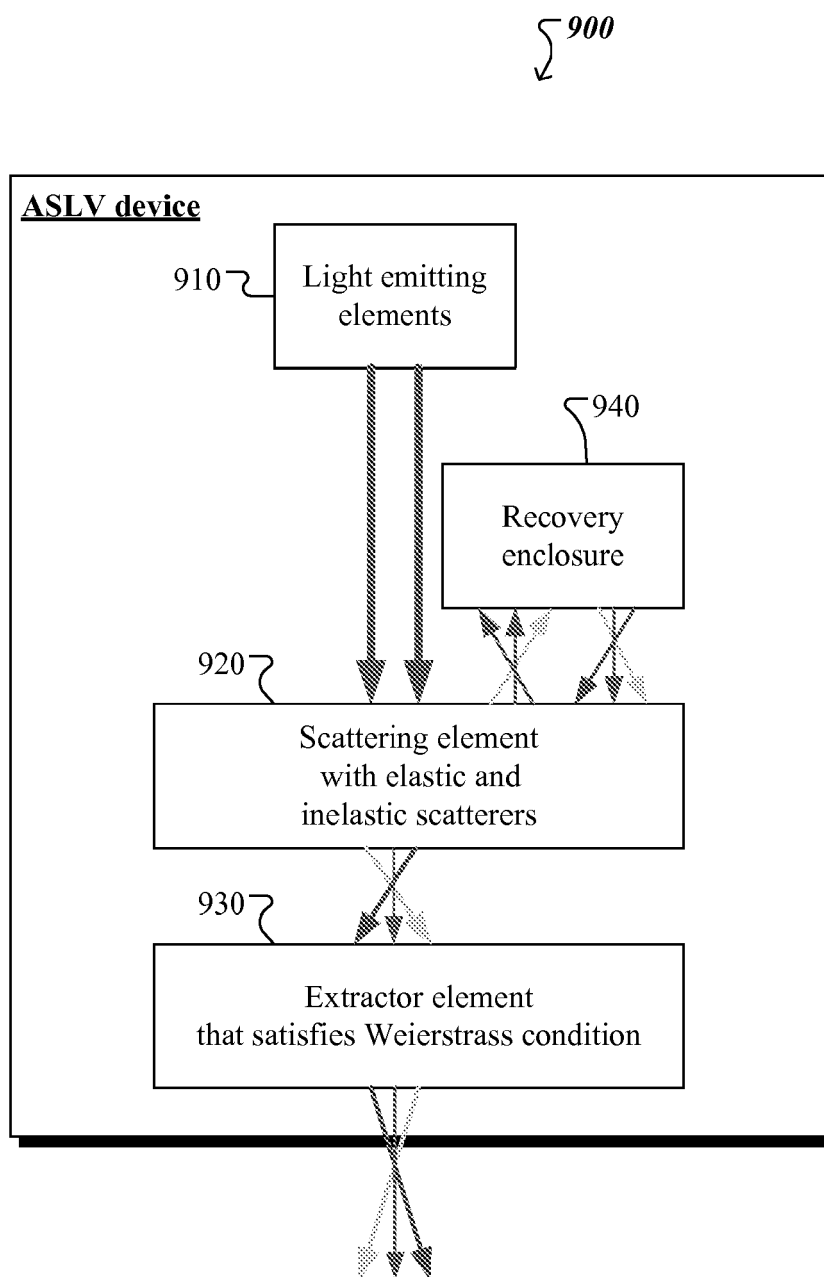 900
ASLV device
910
Light emitting
elements
940
Recovery
enclosure
920
Scattering element
with elastic and
inelastic scatterers
930
Extractor element
that satisfies Weierstrass condition